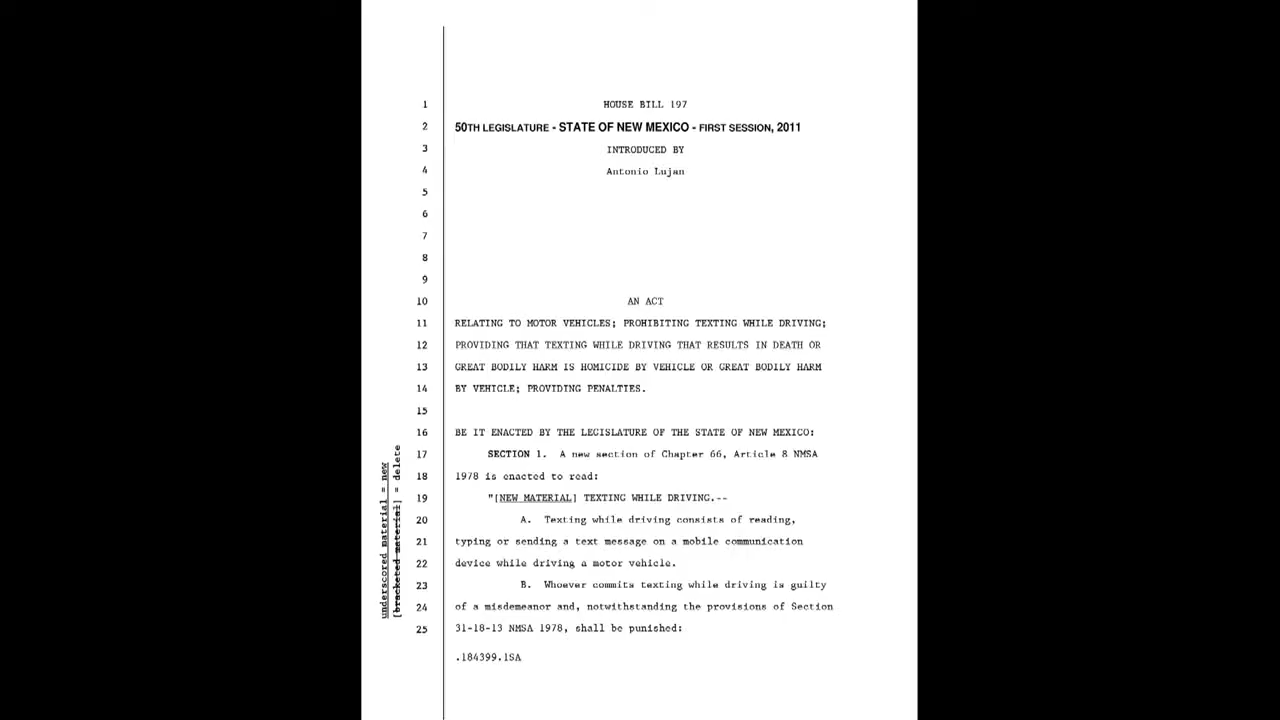 1 HOUSE BILL 197
2 50TH LEGISLATURE - STATE OF NEW MEXICO - FIRST SESSION, 2011
3 INTRODUCED BY
4 Antonio Lujan
5
6
7
8
9
10 AN ACT
11 RELATING TO MOTOR VEHICLES; PROHIBITING TEXTING WHILE DRIVING;
12 PROVIDING THAT TEXTING WHILE DRIVING THAT RESULTS IN DEATH OR
13 GREAT BODILY HARM IS HOMICIDE BY VEHICLE OR GREAT BODILY HARM
14 BY VEHICLE; PROVIDING PENALTIES.
15
16 BE IT ENACTED BY THE LEGISLATURE OF THE STATE OF NEW MEXICO:
17 SECTION 1. A new section of Chapter 66, Article 8 NMSA
18 1978 is enacted to read:
19 "[NEW MATERIAL] TEXTING WHILE DRIVING.--
20 A. Texting while driving consists of reading,
21 typing or sending a text message on a mobile communication
22 device while driving a motor vehicle.
23 B. Whoever commits texting while driving is guilty
24 of a misdemeanor and, notwithstanding the provisions of Section
25 31-18-13 NMSA 1978, shall be punished:
.184399.1SA
underscored material = new
[bracketed material] = delete